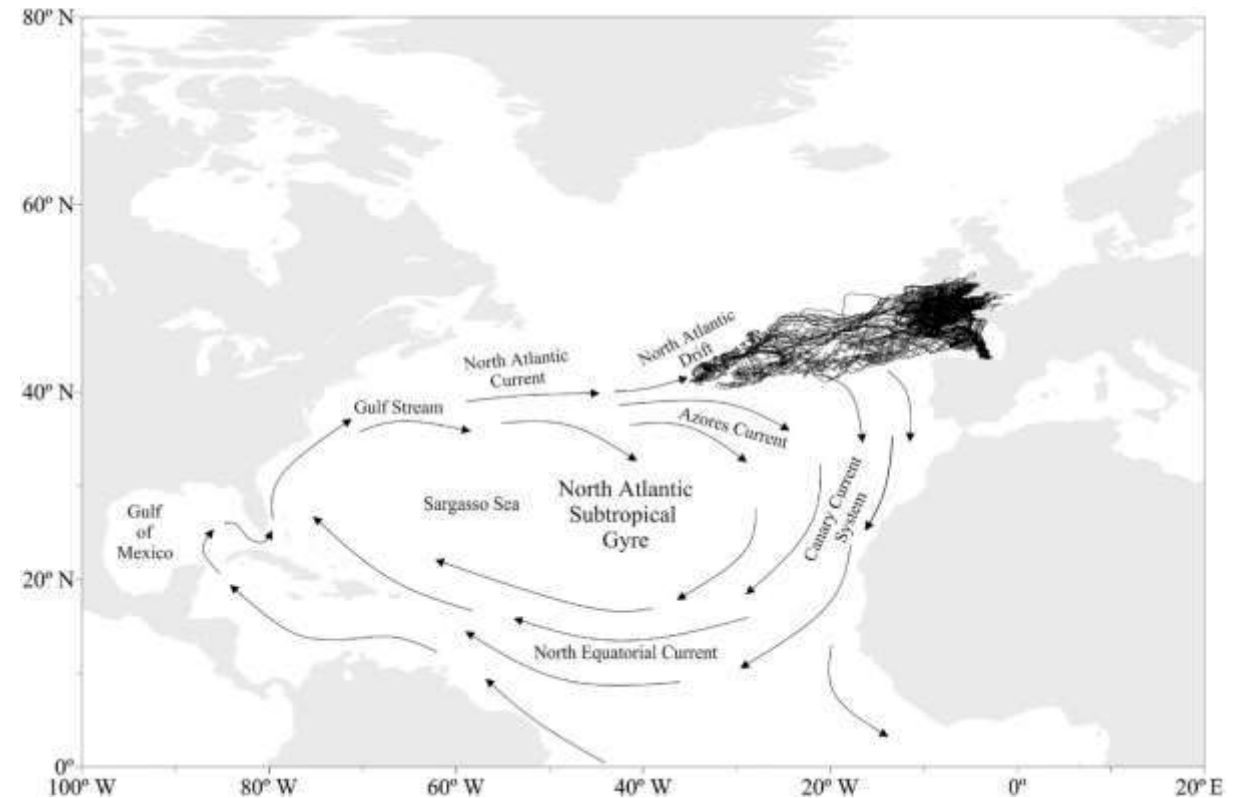 80º N
60º N
40º N
20º N
0º
100º W
80º W
60º W
40º W
20º W
0º
20º E
North Atlantic
Drift
North Atlantic
Current
Gulf Stream
Azores Current
North Atlantic
Subtropical
Gyre
Sargasso Sea
Gulf
of
Mexico
Canary Current
System
North Equatorial Current